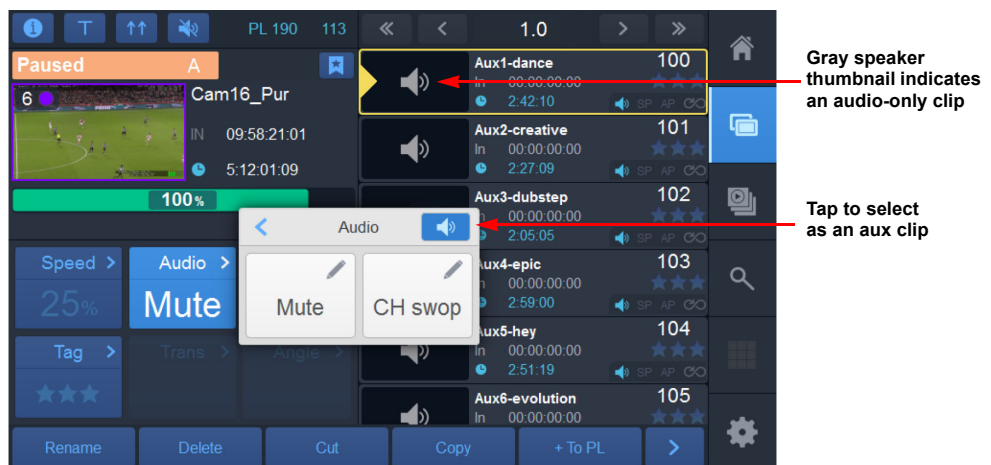 PL 190 113
1.0
Paused A
6
Cam16_Pur
IN 09:58:21:01
5:12:01:09
100%
Speed >
25%
Audio >
Mute
Tag >
Trans >
Angle >
Audio
Mute
CH swop
Aux1-dance 100
In 00:00:00:00
2:42:10 SP AP
Aux2-creative 101
In 00:00:00:00
2:27:09 SP AP
Aux3-dubstep 102
In 00:00:00:00
2:05:05 SP AP
Aux4-epic 103
In 00:00:00:00
2:59:00 SP AP
Aux5-hey 104
In 00:00:00:00
2:51:19 SP AP
Aux6-evolution 105
In 00:00:00:00
Rename Delete Cut Copy + To PL
Gray speaker
thumbnail indicates
an audio-only clip
Tap to select
as an aux clip